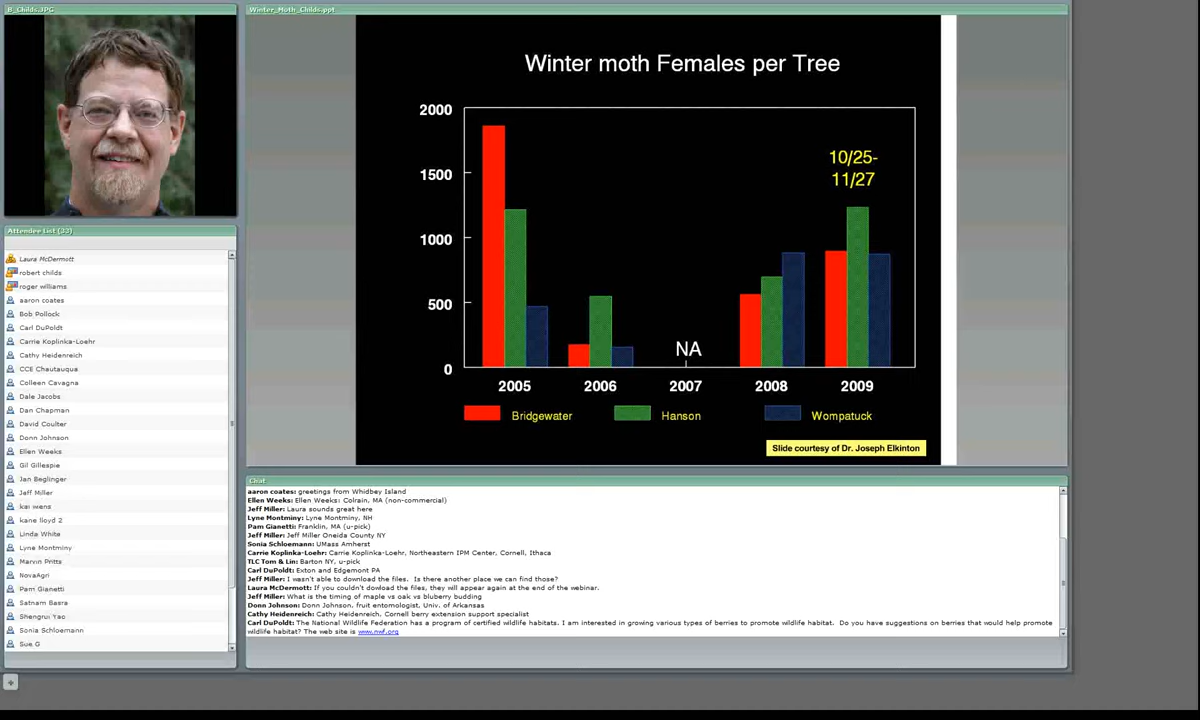 B_Childs.JPG
Attendee List (33)
Laura McDermott
robert childs
roger williams
aaron coates
Bob Pollock
Carl DuPoldt
Carrie Koplinka-Loehr
Cathy Heidenreich
CCE Chautauqua
Colleen Cavagna
Dale Jacobs
Dan Chapman
David Coulter
Donn Johnson
Ellen Weeks
Gil Gillespie
Jan Beglinger
Jeff Miller
kai wens
kane lloyd 2
Linda White
Lyne Montminy
Marvin Pritts
NovaAgri
Pam Gianetti
Satnam Basra
Shengrui Yao
Sonia Schloemann
Sue G
Winter_Moth_Childs.ppt
Winter moth Females per Tree
2000
1500
1000
500
0
10/25-
11/27
NA
2005 2006 2007 2008 2009
Bridgewater Hanson Wompatuck
Slide courtesy of Dr. Joseph Elkinton
Chat
aaron coates: greetings from Whidbey Island
Ellen Weeks: Ellen Weeks: Colrain, MA (non-commercial)
Jeff Miller: Laura sounds great here
Lyne Montminy: Lyne Montminy, NH
Pam Gianetti: Franklin, MA (u-pick)
Jeff Miller: Jeff Miller Oneida County NY
Sonia Schloemann: UMass Amherst
Carrie Koplinka-Loehr: Carrie Koplinka-Loehr, Northeastern IPM Center, Cornell, Ithaca
TLC Tom & Lin: Barton NY, u-pick
Carl DuPoldt: Exton and Edgemont PA
Jeff Miller: I wasn't able to download the files. Is there another place we can find those?
Laura McDermott: If you couldn't dowload the files, they will appear again at the end of the webinar.
Jeff Miller: What is the timing of maple vs oak vs bluberry budding
Donn Johnson: Donn Johnson, fruit entomologist, Univ. of Arkansas
Cathy Heidenreich: Cathy Heidenreich, Cornell berry extension support specialist
Carl DuPoldt: The National Wildlife Federation has a program of certified wildlife habitats. I am interested in growing various types of berries to promote wildlife habitat. Do you have suggestions on berries that would help promote
wildlife habitat? The web site is www.nwf.org